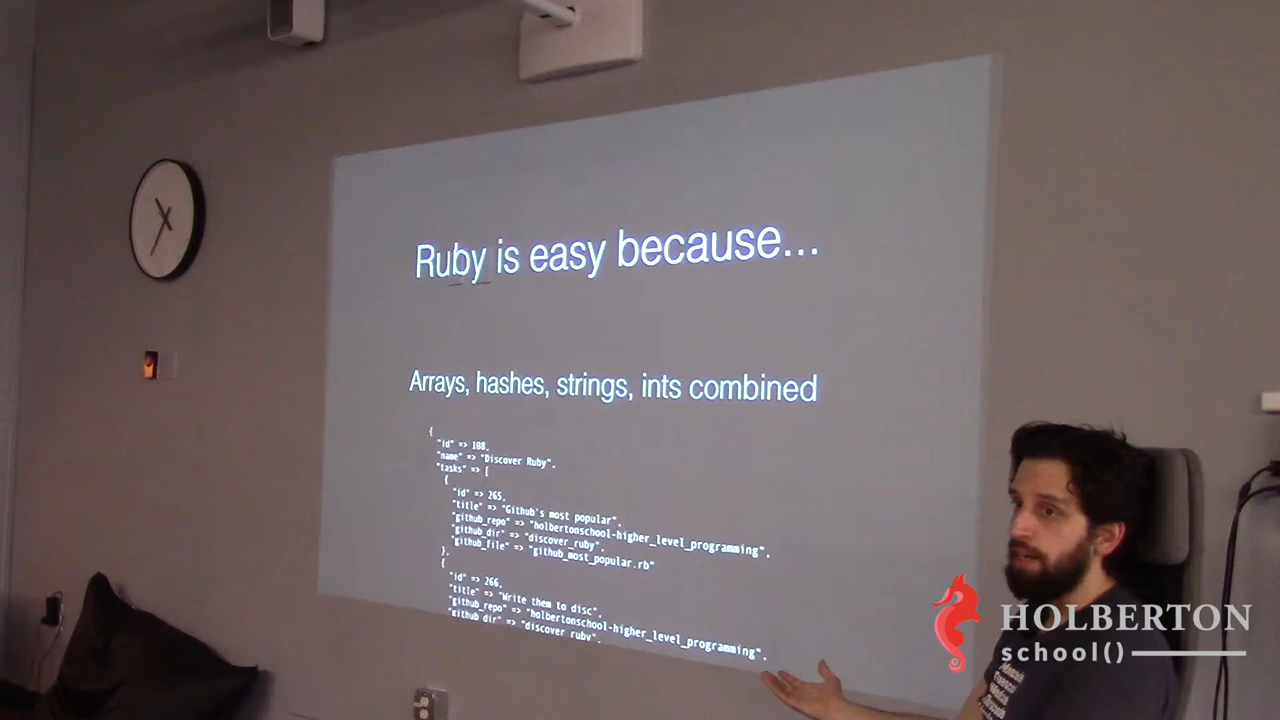 Ruby is easy because...
Arrays, hashes, strings, ints combined
{
"id" => 108,
"name" => "Discover Ruby",
"tasks" => [
{
"id" => 265,
"title" => "Github's most popular",
"github_repo" => "holbertonschool-higher_level_programming",
"github_dir" => "discover_ruby",
"github_file" => "github_most_popular.rb"
},
{
"id" => 266,
"title" => "Write them to disc",
"github_repo" => "holbertonschool-higher_level_programming",
"github_dir" => "discover_ruby",
HOLBERTON
school()